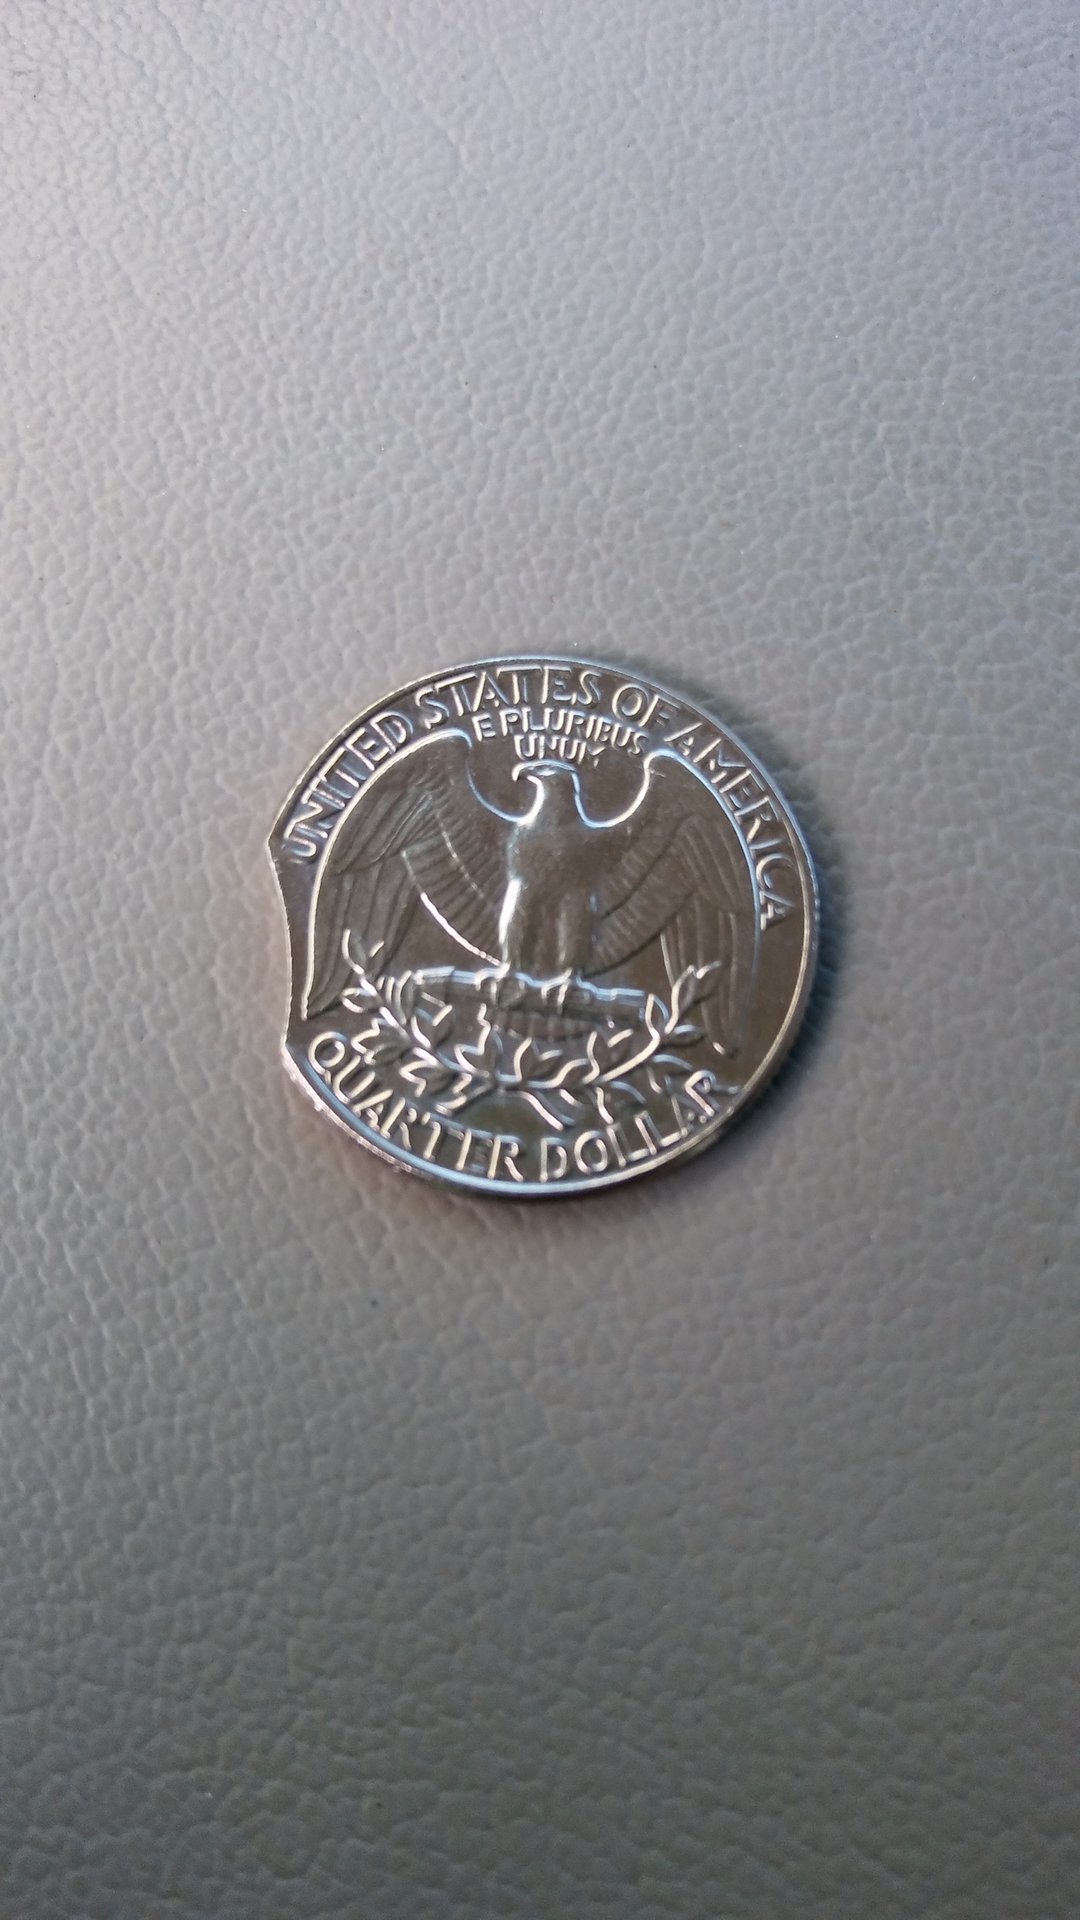 UNITED STATES OF AMERICA
E PLURIBUS
UNUM
QUARTER DOLLAR